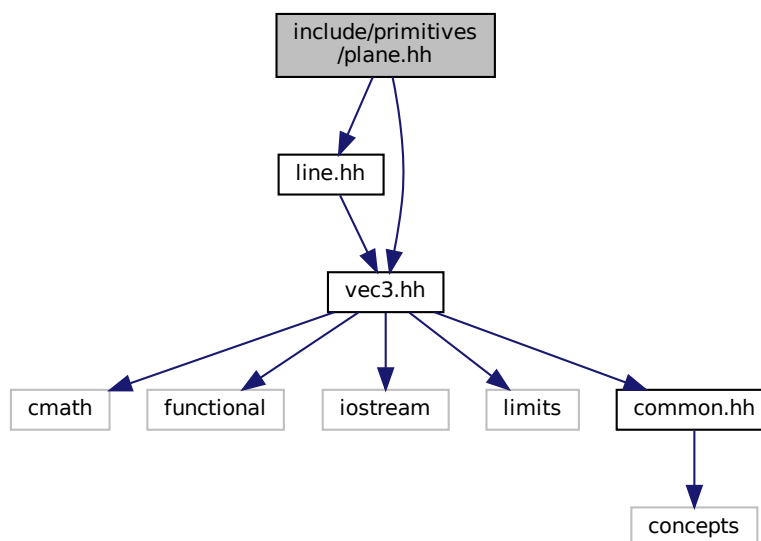 include/primitives
/plane.hh
line.hh
vec3.hh
cmath
functional
iostream
limits
common.hh
concepts